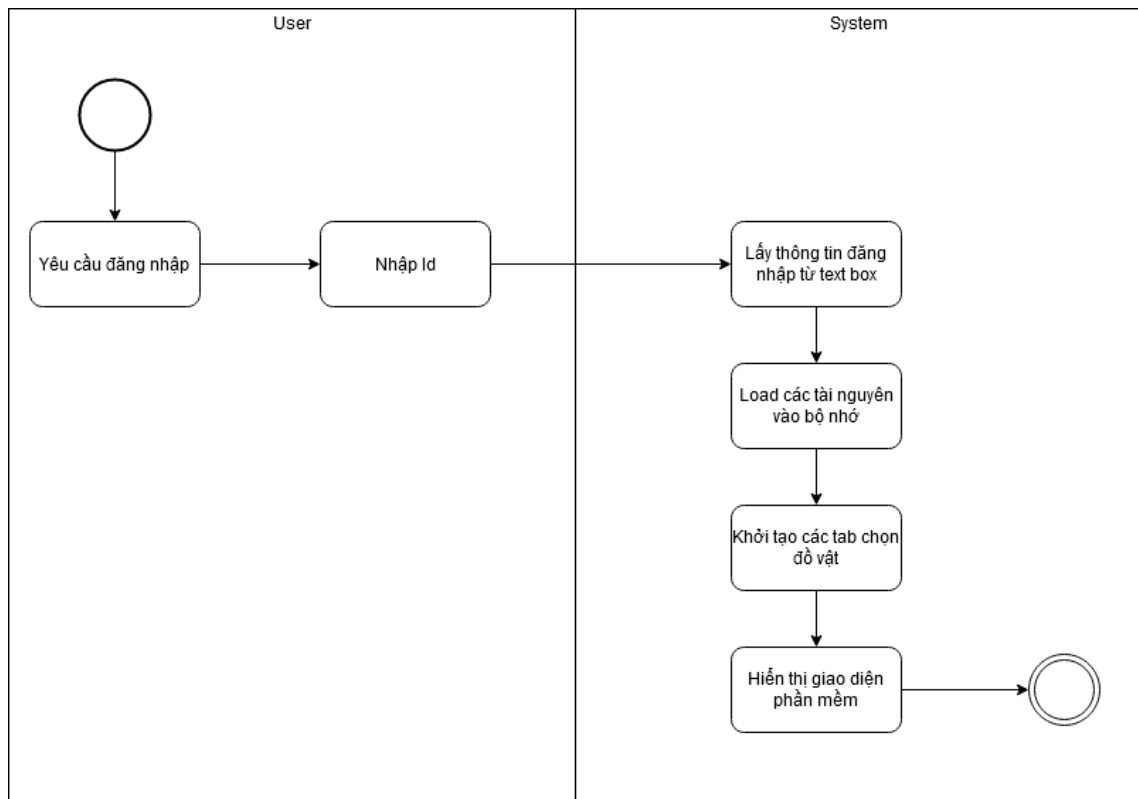 User
System
Yêu cầu đăng nhập
Nhập Id
Lấy thông tin đăng
nhập từ text box
Load các tài nguyên
vào bộ nhớ
Khởi tạo các tab chọn
đồ vật
Hiển thị giao diện
phần mềm